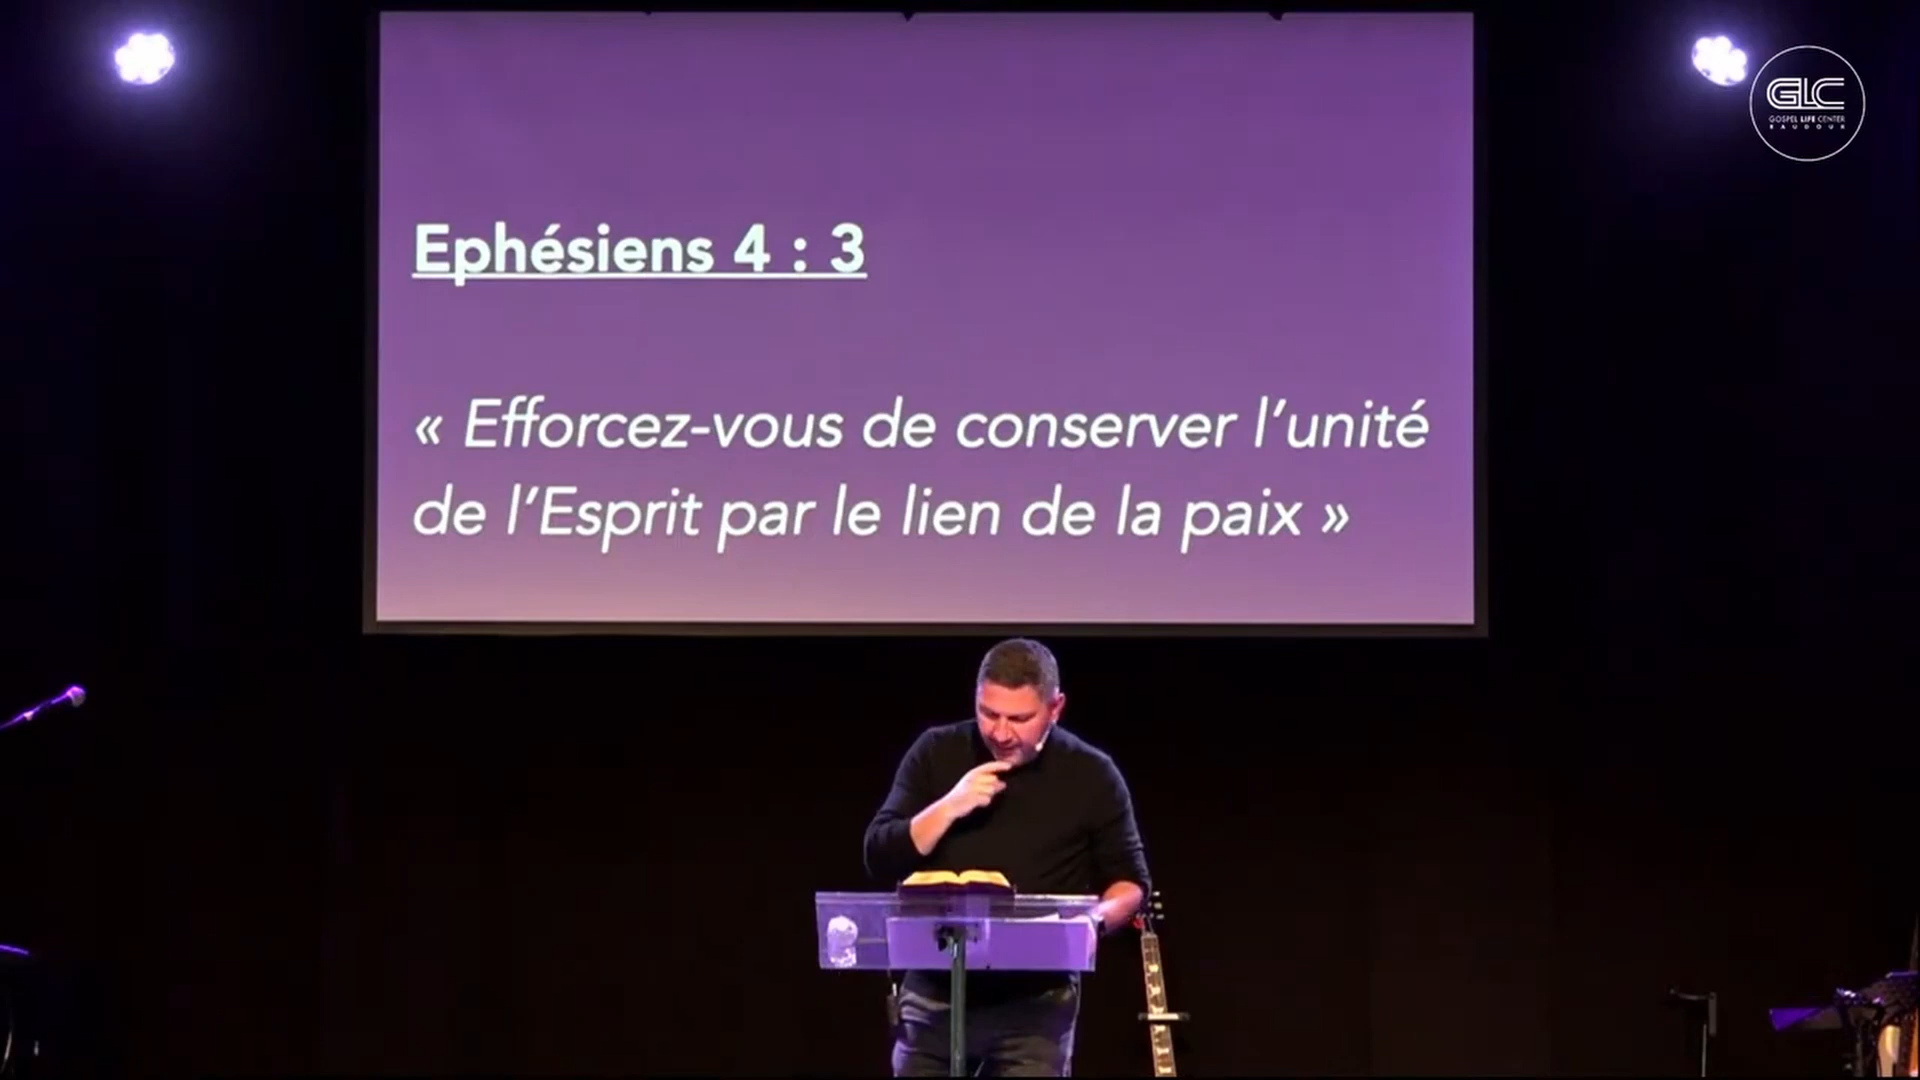 Ephésiens 4 : 3
« Efforcez-vous de conserver l'unité
de l'Esprit par le lien de la paix »
GLC
GOSPEL LIFE CENTER
BAUDOUR